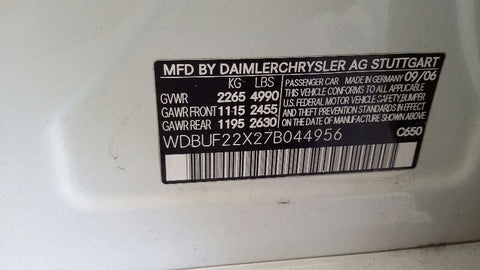 MFD BY DAIMLERCHRYSLER AG STUTTGART
KG LBS PASSENGER CAR MADE IN GERMANY 09/06
GVWR 2265 4990 THIS VEHICLE CONFORMS TO ALL APPLICABLE
GAWR FRONT 1115 2455 U.S. FEDERAL MOTOR VEHICLE SAFETY, BUMPER
GAWR REAR 1195 2630 AND THEFT PREVENTION STANDARDS IN EFFECT
ON THE DATE OF MANUFACTURE SHOWN ABOVE
WDBUF22X27B044956 C650